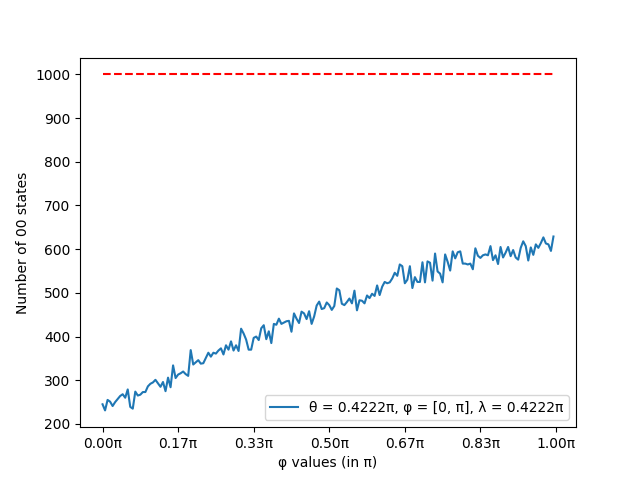 1000
900
800
700
600
500
400
300
200
Number of 00 states
θ = 0.4222π, φ = [0, π], λ = 0.4222π
0.00π 0.17π 0.33π 0.50π 0.67π 0.83π 1.00π
φ values (in π)